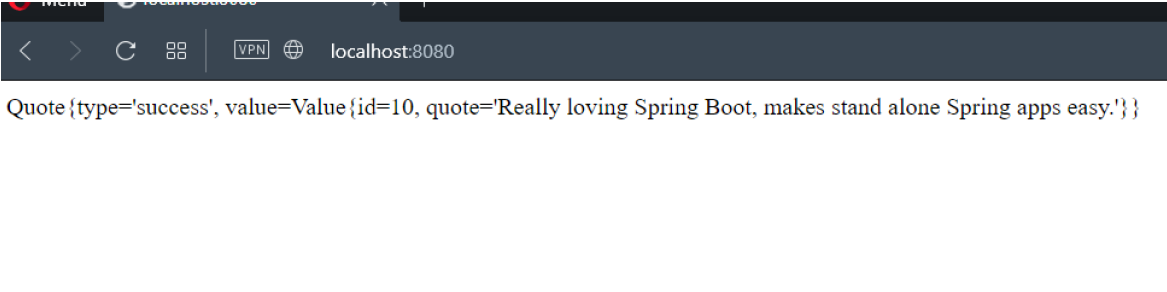 Menu localhost:8080
VPN localhost:8080
Quote{type='success', value=Value{id=10, quote='Really loving Spring Boot, makes stand alone Spring apps easy.'}}